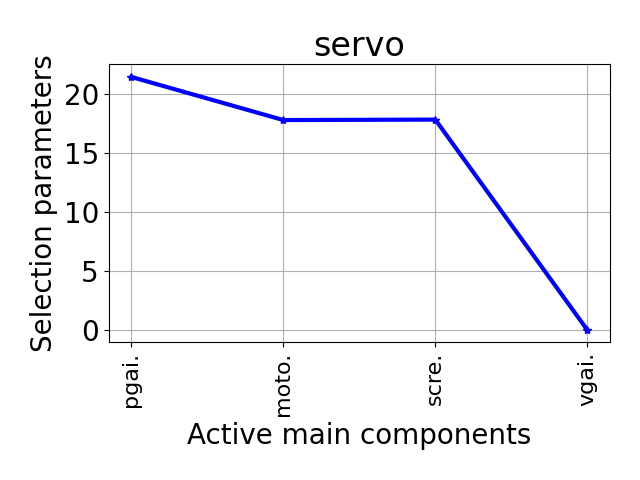 servo
Selection parameters
20
15
10
5
0
pgai.
moto.
scre.
vgai.
Active main components